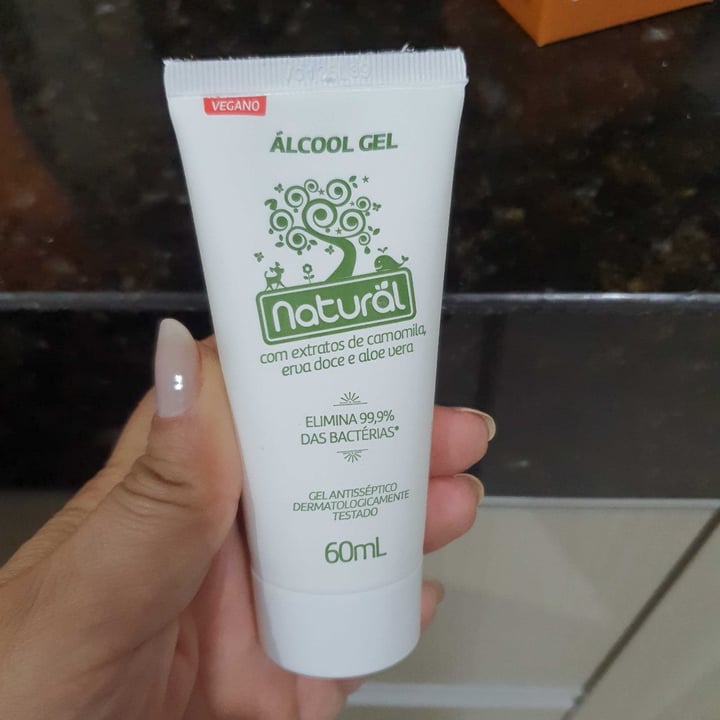 VEGANO
ÁLCOOL GEL
naturäl
com extratos de camomila,
erva doce e aloe vera
ELIMINA 99,9%
DAS BACTÉRIAS*
GEL ANTISSÉPTICO
DERMATOLOGICAMENTE
TESTADO
60mL